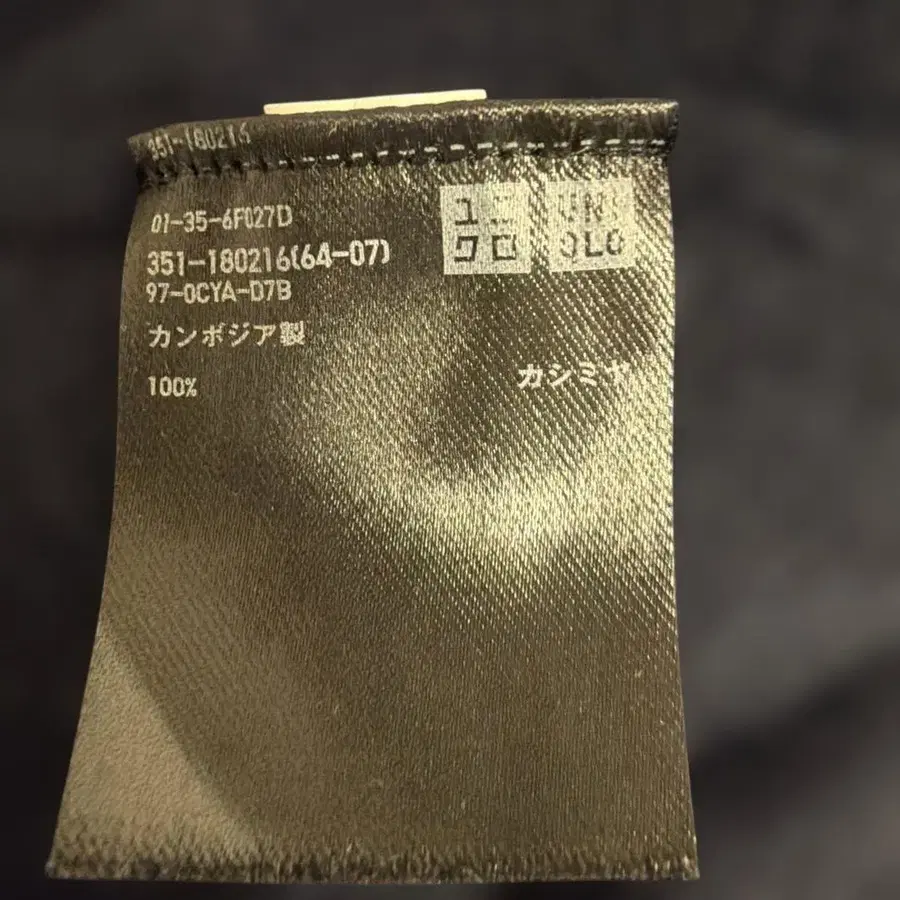 351-180216
01-35-6F027D
ユニ UNI
クロ QLO
351-180216(64-07)
97-0CYA-D7B
カンボジア製
100% カシミヤ